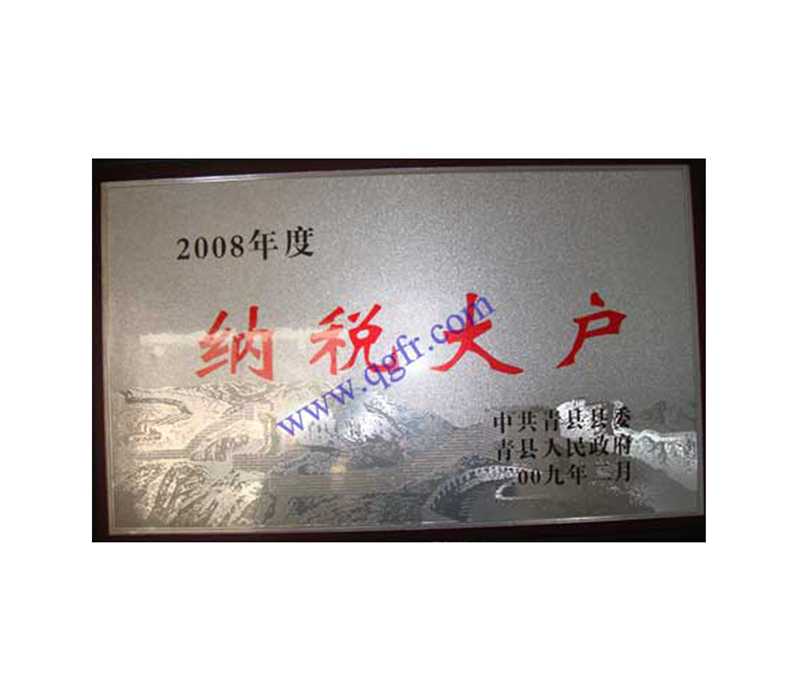 2008年度
纳税大户
www.qgfr.com
中共青县县委
青县人民政府
00九年二月